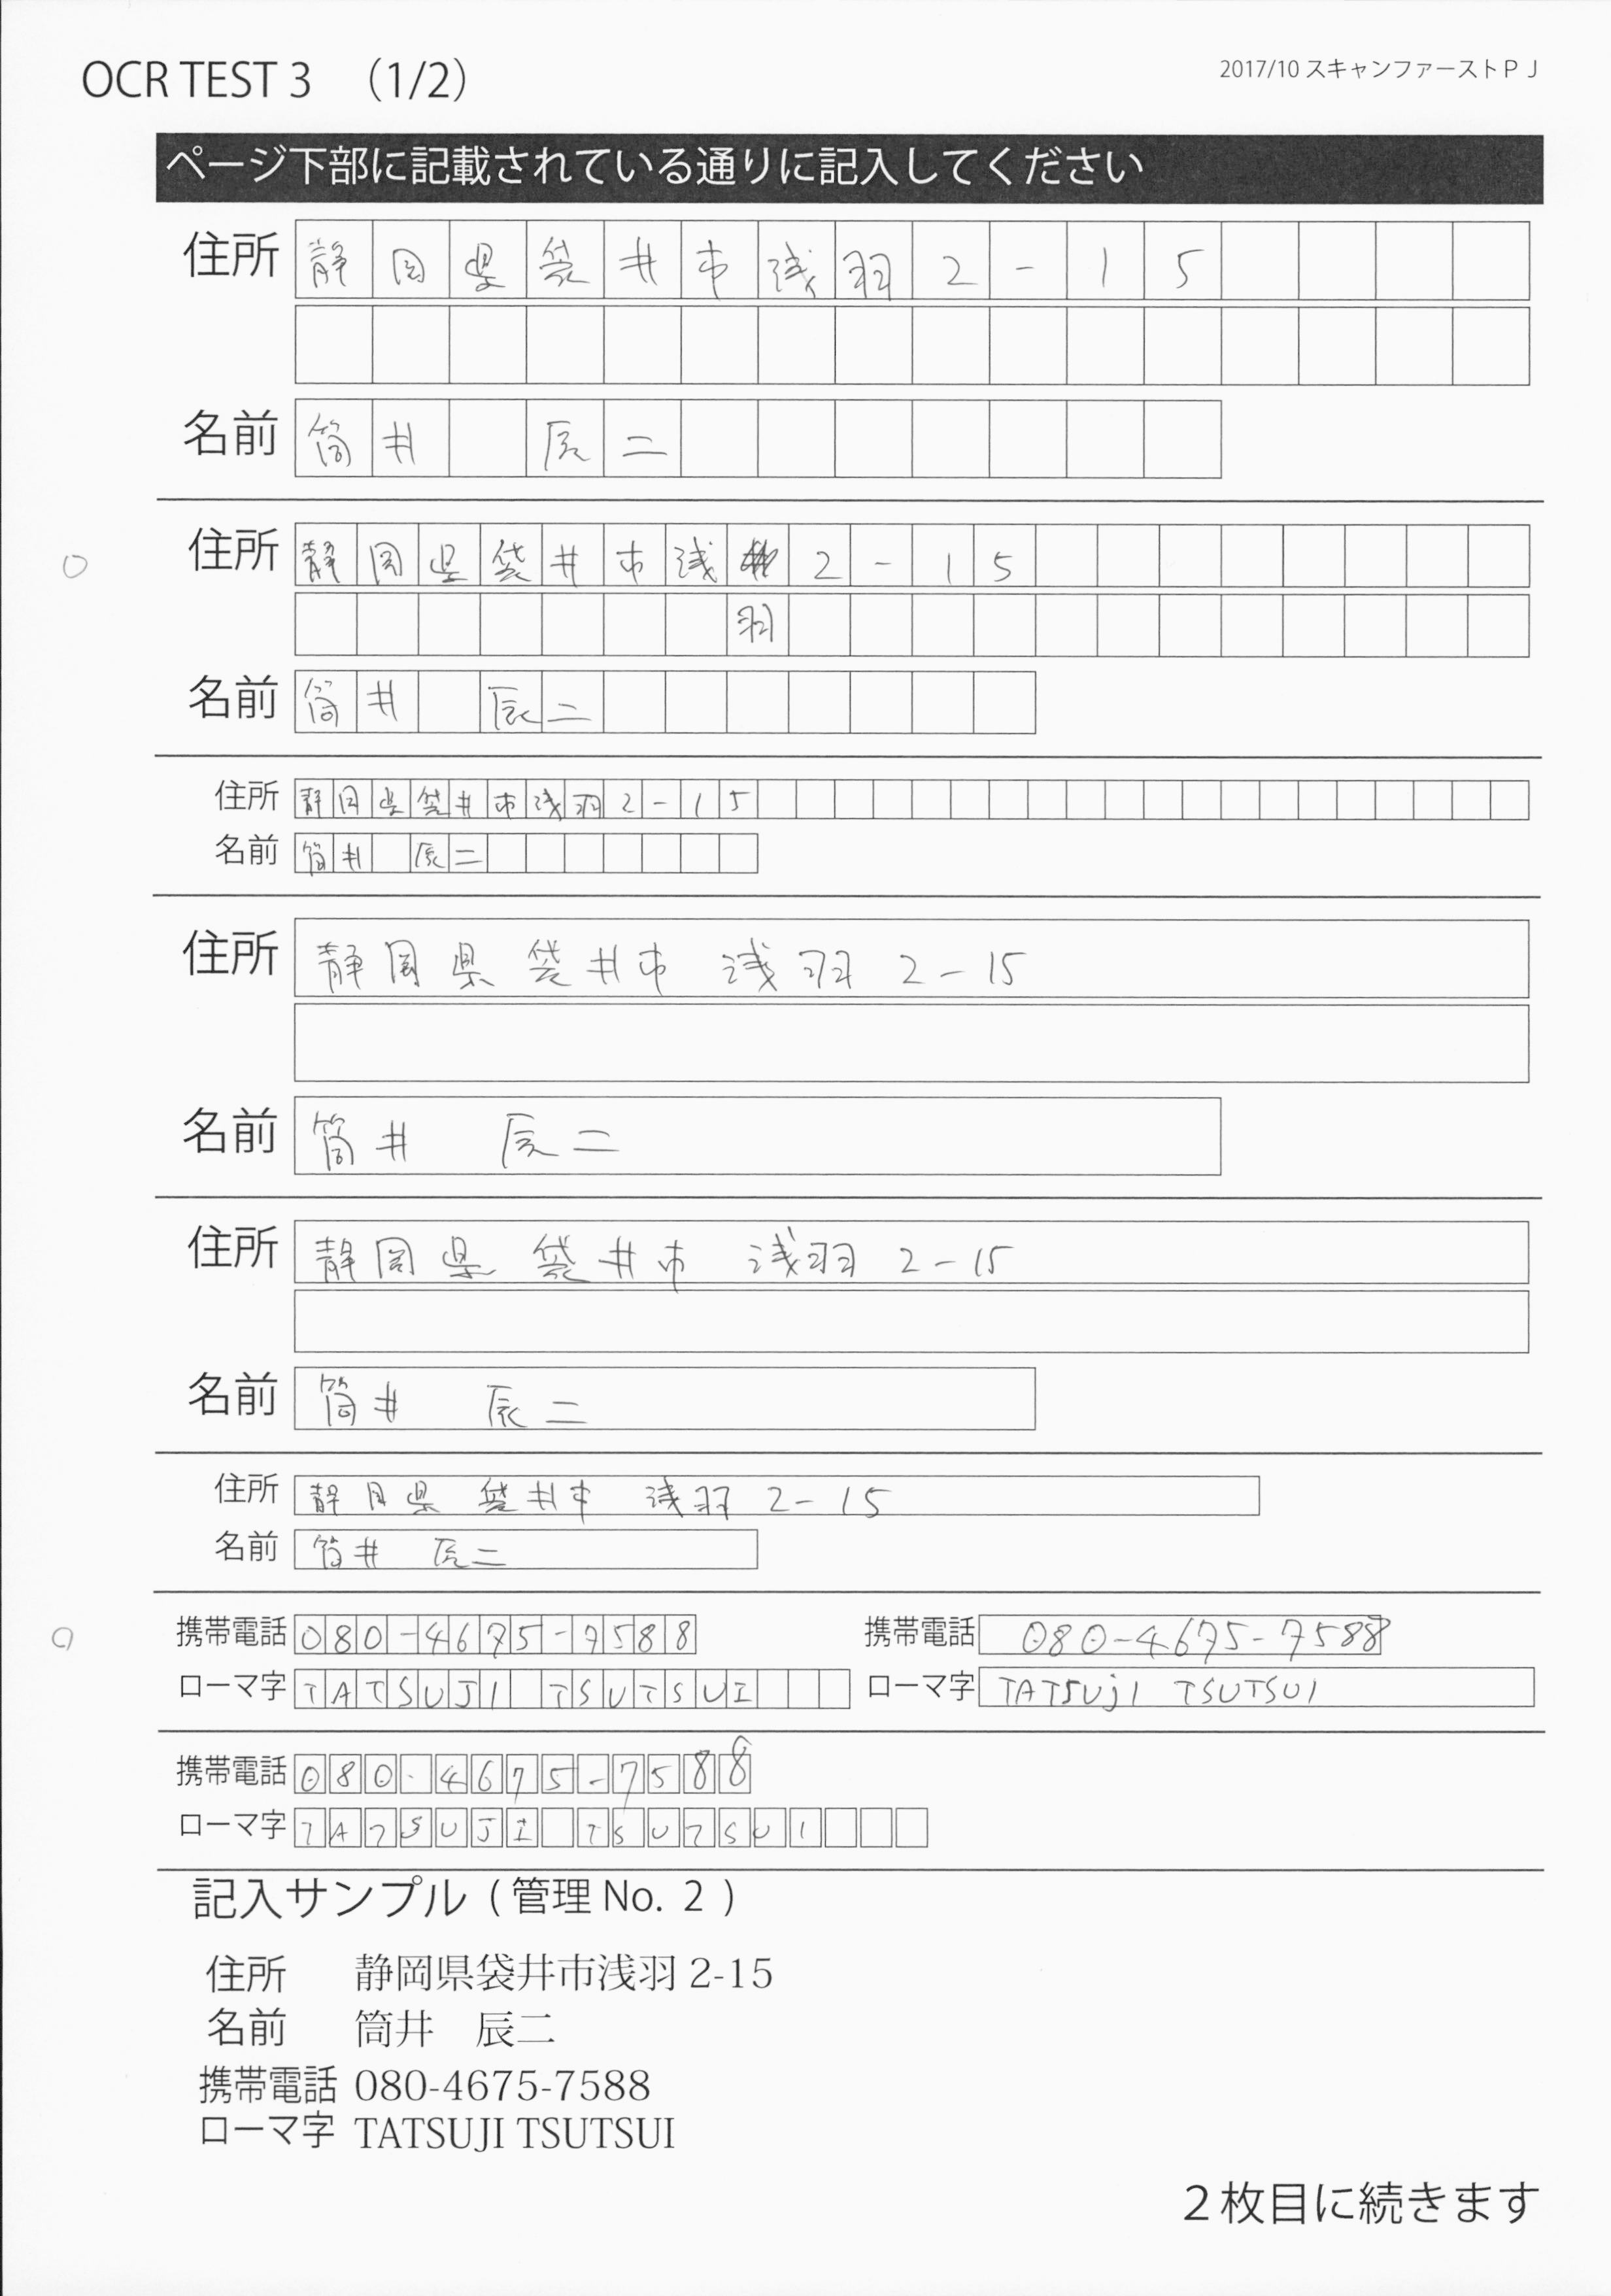 OCR TEST 3 （1/2）
2017/10 スキャンファーストＰＪ
ページ下部に記載されている通りに記入してください
住所 静岡県袋井市浅羽2-15
名前 筒井 辰二
住所 静岡県袋井市浅 2-15
羽
名前 筒井 辰二
住所 静岡県袋井市浅羽2-15
名前 筒井 辰二
住所 静岡県 袋井市 浅羽 2-15
名前 筒井 辰二
住所 静岡県 袋井市 浅羽 2-15
名前 筒井 辰二
住所 静岡県 袋井市 浅羽 2-15
名前 筒井 辰二
携帯電話 080-4675-7588 携帯電話 080-4675-7588
ローマ字 TATSUJI TSUTSUI ローマ字 TATSUjI TSUTSUI
携帯電話 080-4675-7588
ローマ字 TATSUJI TSUTSUI
記入サンプル ( 管理 No. 2 )
住所 静岡県袋井市浅羽 2-15
名前 筒井 辰二
携帯電話 080-4675-7588
ローマ字 TATSUJI TSUTSUI
２枚目に続きます